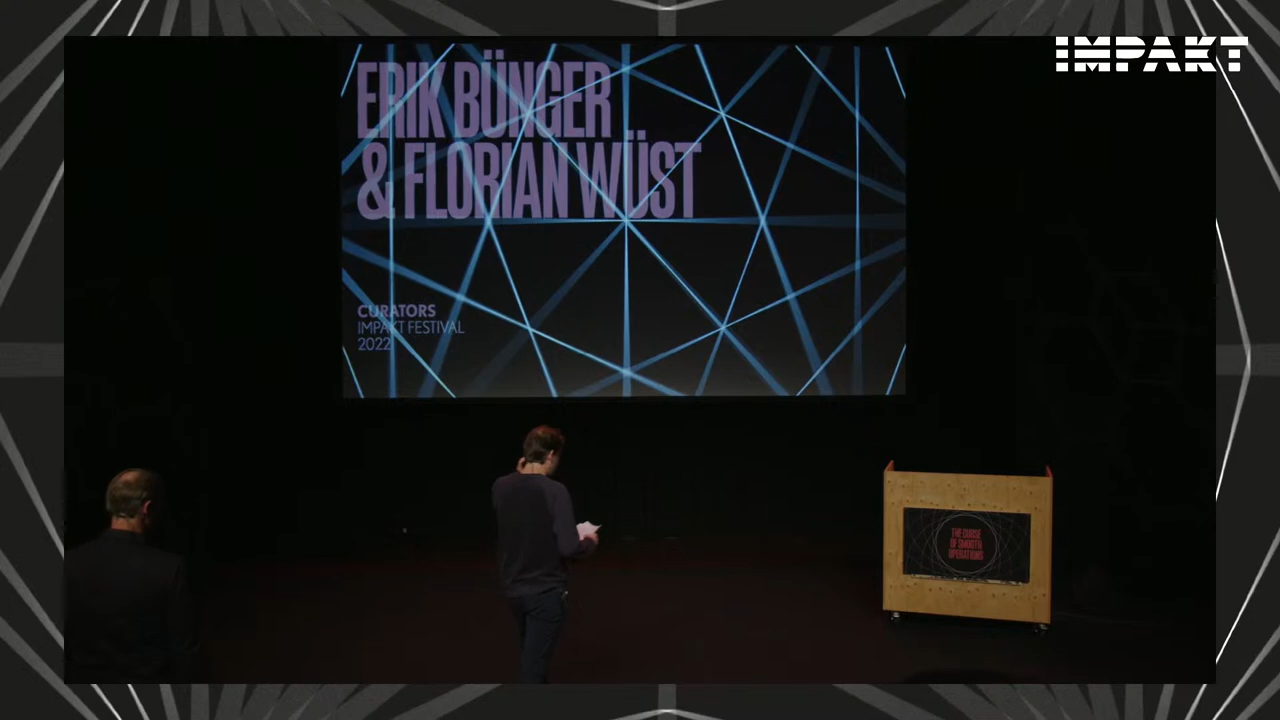 IMPAKT
ERIK BÜNGER
& FLORIAN WÜST
CURATORS
IMPAKT FESTIVAL
2022
THE CURSE
OF SMOOTH
OPERATIONS